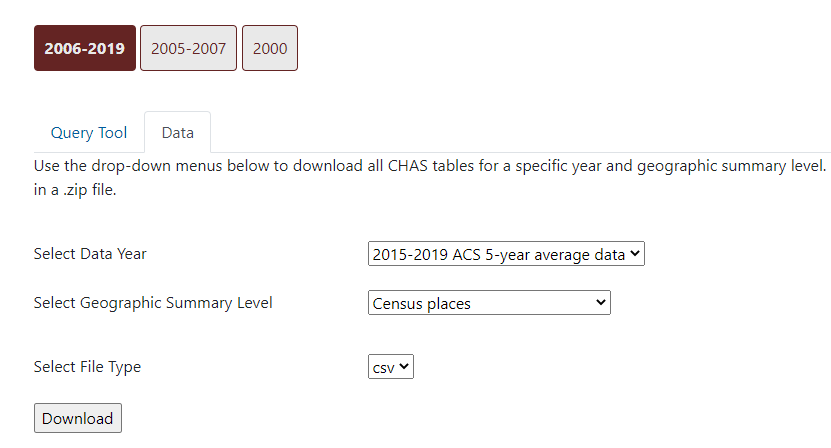 2006-2019 2005-2007 2000
Query Tool Data
Use the drop-down menus below to download all CHAS tables for a specific year and geographic summary level.
in a .zip file.
Select Data Year 2015-2019 ACS 5-year average data
Select Geographic Summary Level Census places
Select File Type csv
Download